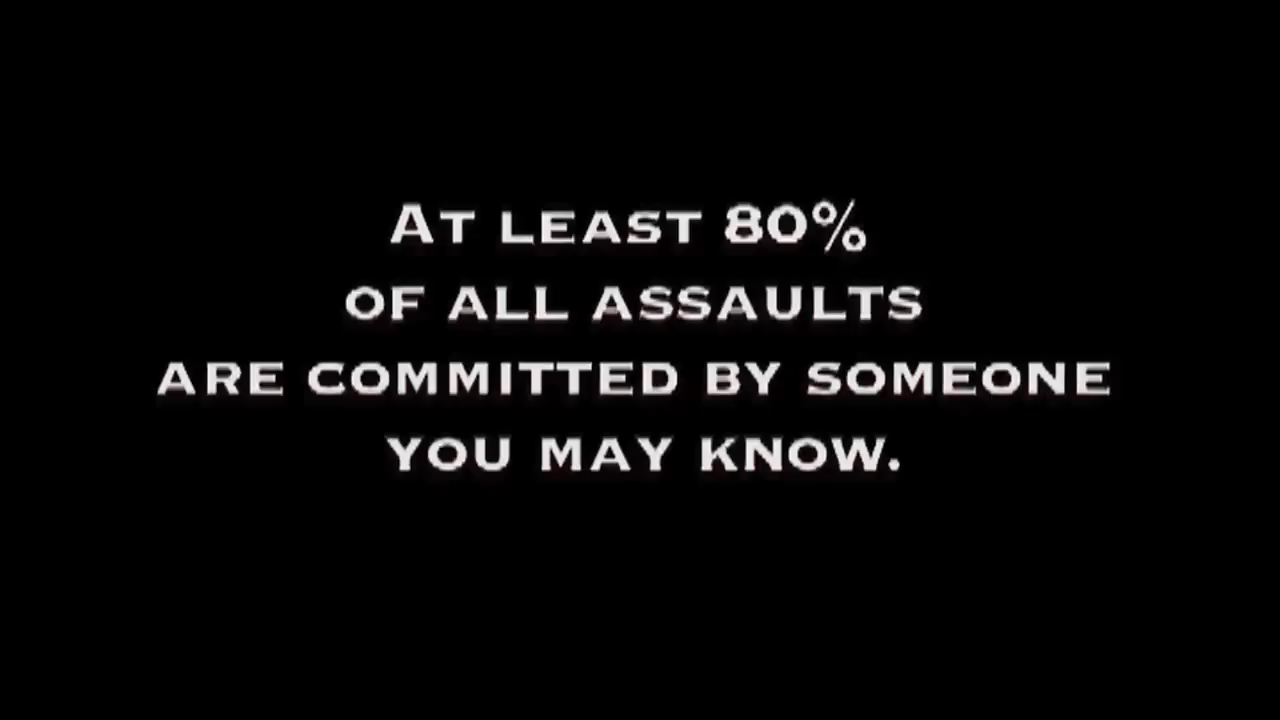 At least 80%
of all assaults
are committed by someone
you may know.